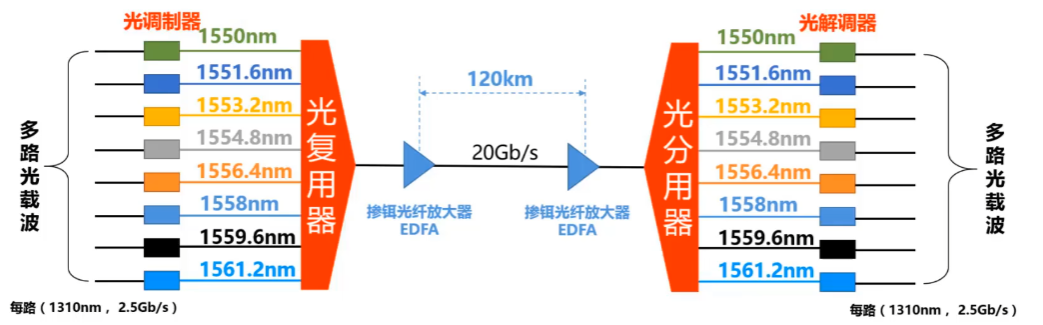 光调制器
光解调器
1550nm
1551.6nm
1553.2nm
1554.8nm
1556.4nm
1558nm
1559.6nm
1561.2nm
多路光载波
光复用器
120km
20Gb/s
掺铒光纤放大器
EDFA
掺铒光纤放大器
EDFA
光分用器
1550nm
1551.6nm
1553.2nm
1554.8nm
1556.4nm
1558nm
1559.6nm
1561.2nm
多路光载波
每路（1310nm ，2.5Gb/s）
每路（1310nm ，2.5Gb/s）